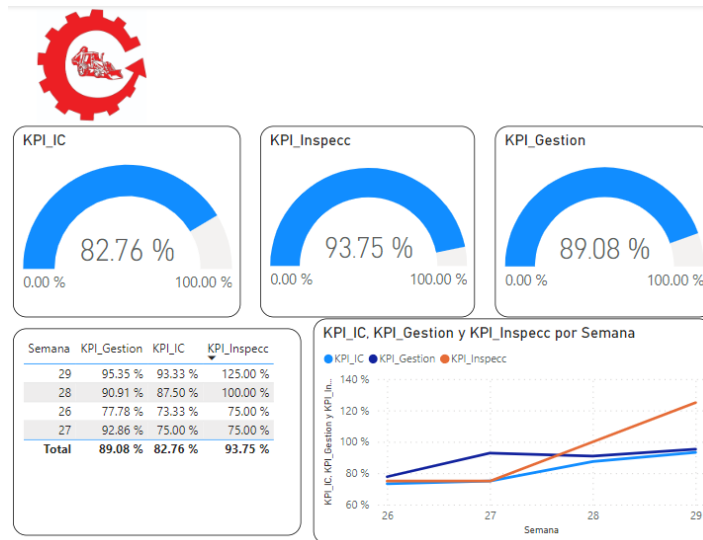 KPI_IC
82.76 %
0.00 %
100.00 %
KPI_Inspecc
93.75 %
0.00 %
100.00 %
KPI_Gestion
89.08 %
0.00 %
100.00 %
Semana KPI_Gestion KPI_IC KPI_Inspecc
29 95.35 % 93.33 % 125.00 %
28 90.91 % 87.50 % 100.00 %
26 77.78 % 73.33 % 75.00 %
27 92.86 % 75.00 % 75.00 %
Total 89.08 % 82.76 % 93.75 %
KPI_IC, KPI_Gestion y KPI_Inspecc por Semana
KPI_IC KPI_Gestion KPI_Inspecc
KPI_IC, KPI_Gestion y KPI_In...
140 %
120 %
100 %
80 %
60 %
26 27 28 29
Semana